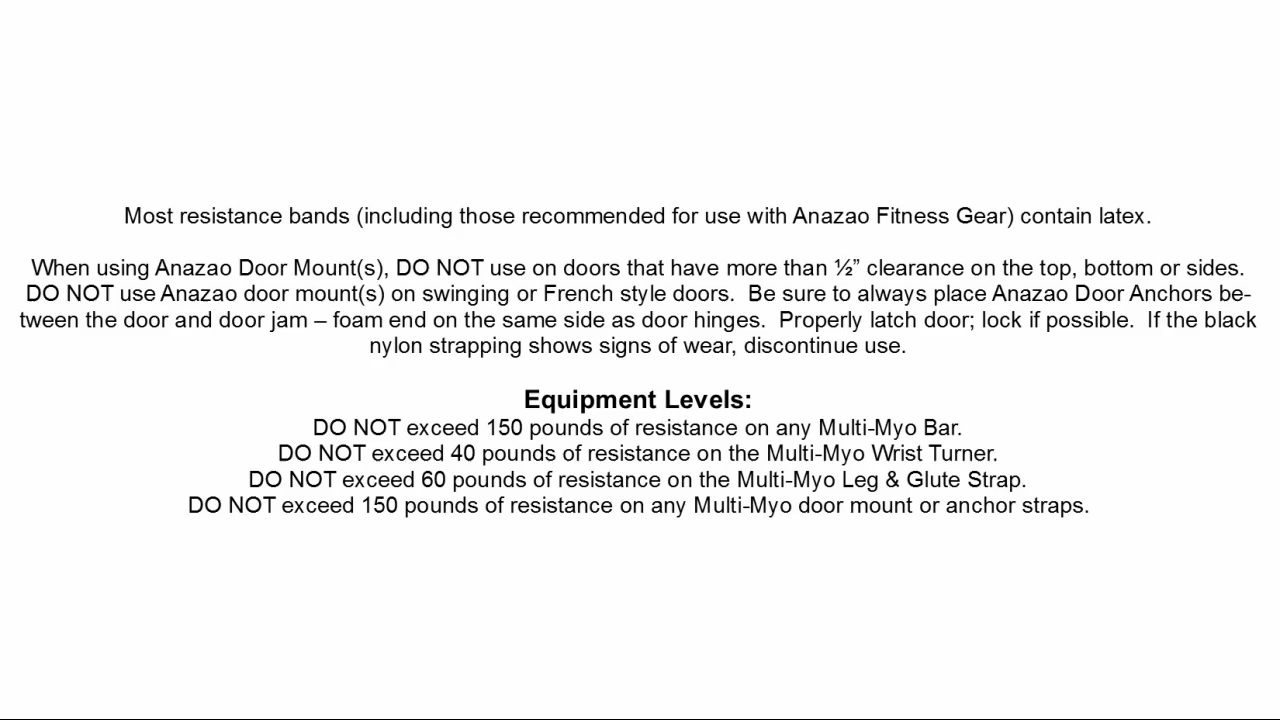 Most resistance bands (including those recommended for use with Anazao Fitness Gear) contain latex.
When using Anazao Door Mount(s), DO NOT use on doors that have more than ½” clearance on the top, bottom or sides.
DO NOT use Anazao door mount(s) on swinging or French style doors.  Be sure to always place Anazao Door Anchors be-
tween the door and door jam – foam end on the same side as door hinges.  Properly latch door; lock if possible.  If the black
nylon strapping shows signs of wear, discontinue use.
Equipment Levels:
DO NOT exceed 150 pounds of resistance on any Multi-Myo Bar.
DO NOT exceed 40 pounds of resistance on the Multi-Myo Wrist Turner.
DO NOT exceed 60 pounds of resistance on the Multi-Myo Leg & Glute Strap.
DO NOT exceed 150 pounds of resistance on any Multi-Myo door mount or anchor straps.